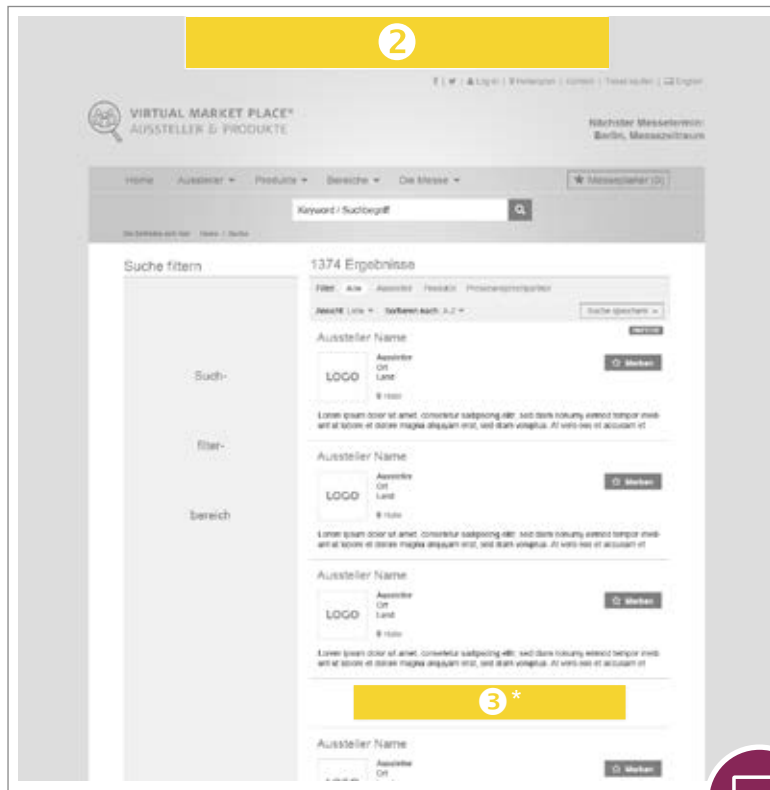 2
| Log-in | | Kontakt | | English
VIRTUAL MARKET PLACE®
AUSSTELLER & PRODUKTE
Nächster Messetermin:
Berlin, Messezeitraum
Home Aussteller Produkte Bereiche Die Messe Messeplaner (0)
Keyword / Suchbegriff
Sie befinden sich hier: Home / Suche
Suche filtern
1374 Ergebnisse
Filter: Alle Aussteller Produkte
Ansicht: Liste Sortieren nach: A-Z Suche speichern
Such-
filter-
bereich
Aussteller Name
LOGO
Aussteller
Ort
Land
Halle
Merken
Lorem ipsum dolor sit amet, consetetur sadipscing elitr, sed diam nonumy eirmod tempor invid-
unt ut labore et dolore magna aliquyam erat, sed diam voluptua. At vero eos et accusam et
Aussteller Name
LOGO
Aussteller
Ort
Land
Halle
Merken
Lorem ipsum dolor sit amet, consetetur sadipscing elitr, sed diam nonumy eirmod tempor invid-
unt ut labore et dolore magna aliquyam erat, sed diam voluptua. At vero eos et accusam et
Aussteller Name
LOGO
Aussteller
Ort
Land
Halle
Merken
Lorem ipsum dolor sit amet, consetetur sadipscing elitr, sed diam nonumy eirmod tempor invid-
unt ut labore et dolore magna aliquyam erat, sed diam voluptua. At vero eos et accusam et
3*
Aussteller Name
Aussteller
Ort
Merken